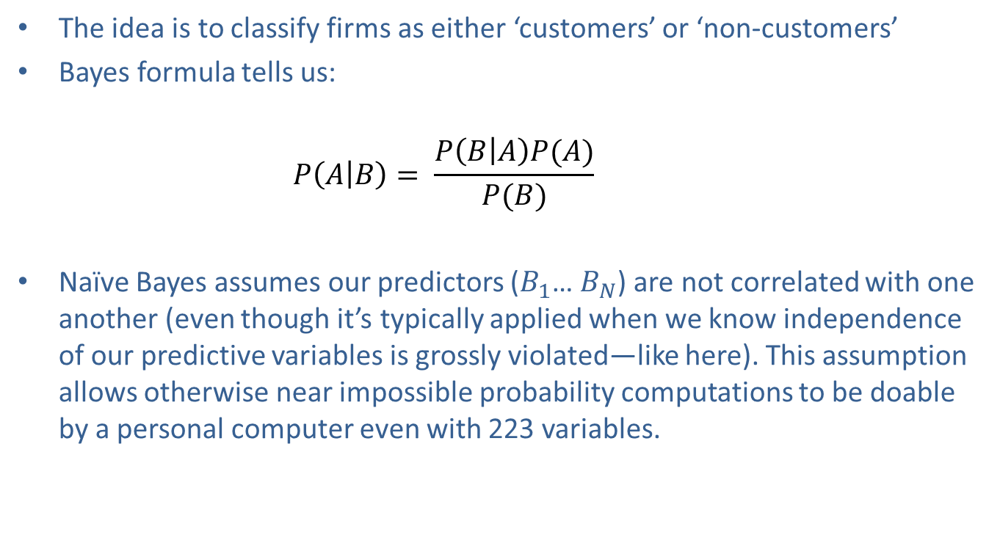 • The idea is to classify firms as either ‘customers’ or ‘non-customers’
• Bayes formula tells us:
P(A|B) = P(B|A)P(A) / P(B)
• Naïve Bayes assumes our predictors (B₁… B_N) are not correlated with one
another (even though it’s typically applied when we know independence
of our predictive variables is grossly violated—like here). This assumption
allows otherwise near impossible probability computations to be doable
by a personal computer even with 223 variables.